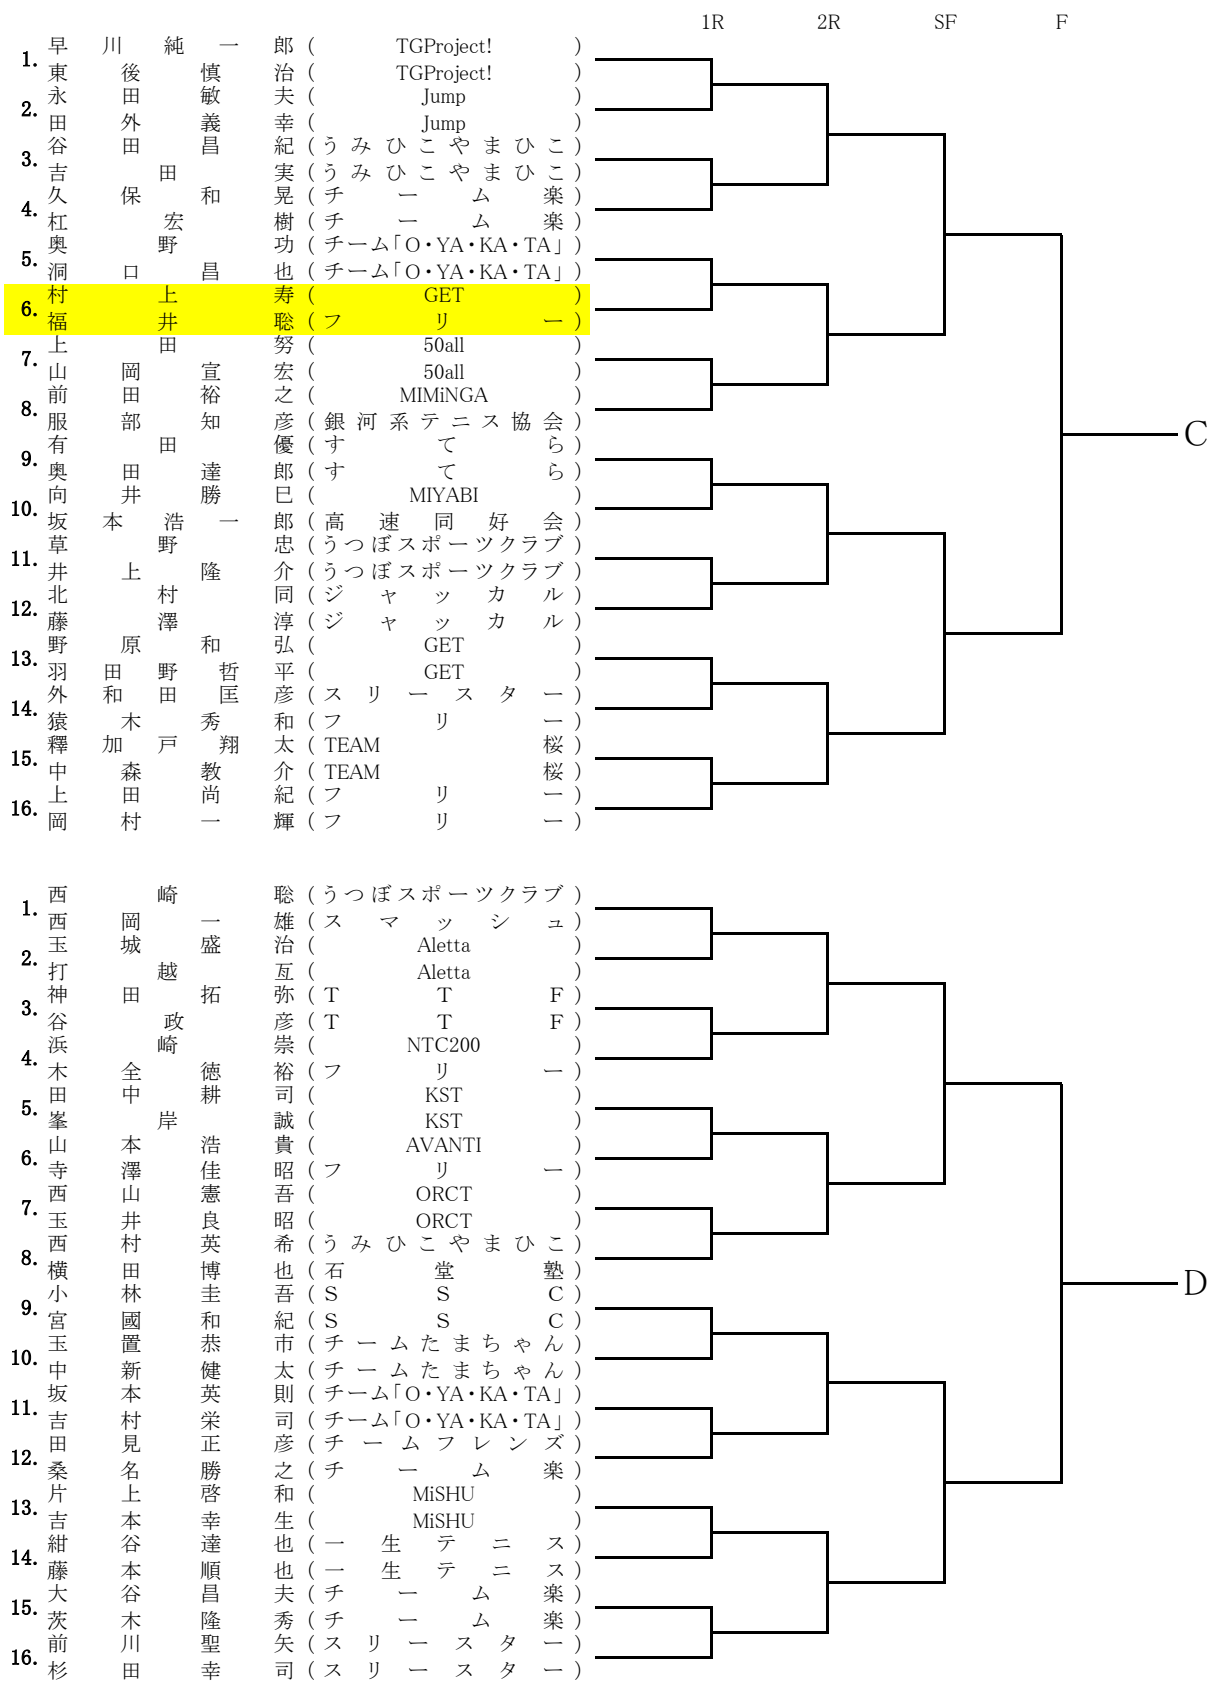 1R 2R SF F
1. 早川純一郎 ( TGProject! )
東後慎治 ( TGProject! )
2. 永田敏夫 ( Jump )
田外義幸 ( Jump )
3. 谷田昌紀 ( うみひこやまひこ )
吉田実 ( うみひこやまひこ )
4. 久保和晃 ( チーム楽 )
杠宏樹 ( チーム楽 )
5. 奥野功 ( チーム「O・YA・KA・TA」 )
洞口昌也 ( チーム「O・YA・KA・TA」 )
6. 村上寿 ( GET )
福井聡 ( フリー )
7. 上田努 ( 50all )
山岡宣宏 ( 50all )
8. 前田裕之 ( MIMiNGA )
服部知彦 ( 銀河系テニス協会 )
C
9. 有田優 ( すてら )
奥田達郎 ( すてら )
10. 向井勝巳 ( MIYABI )
坂本浩一郎 ( 高速同好会 )
11. 草野忠 ( うつぼスポーツクラブ )
井上隆介 ( うつぼスポーツクラブ )
12. 北村同 ( ジャッカル )
藤澤淳 ( ジャッカル )
13. 野原和弘 ( GET )
羽田野哲平 ( GET )
14. 外和田匡彦 ( スリースター )
猿木秀和 ( フリー )
15. 釋加戸翔太 ( TEAM 桜 )
中森教介 ( TEAM 桜 )
16. 上田尚紀 ( フリー )
岡村一輝 ( フリー )
1. 西崎聡 ( うつぼスポーツクラブ )
西岡一雄 ( スマッシュ )
2. 玉城盛治 ( Aletta )
打越亙 ( Aletta )
3. 神田拓弥 ( TTF )
谷政彦 ( TTF )
4. 浜崎崇 ( NTC200 )
木全徳裕 ( フリー )
5. 田中耕司 ( KST )
峯岸誠 ( KST )
6. 山本浩貴 ( AVANTI )
寺澤佳昭 ( フリー )
7. 西山憲吾 ( ORCT )
玉井良昭 ( ORCT )
8. 西村英希 ( うみひこやまひこ )
横田博也 ( 石堂塾 )
D
9. 小林圭吾 ( SSC )
宮國和紀 ( SSC )
10. 玉置恭市 ( チームたまちゃん )
中新健太 ( チームたまちゃん )
11. 坂本英則 ( チーム「O・YA・KA・TA」 )
吉村栄司 ( チーム「O・YA・KA・TA」 )
12. 田見正彦 ( チームフレンズ )
桑名勝之 ( チーム楽 )
13. 片上啓和 ( MiSHU )
吉本幸生 ( MiSHU )
14. 紺谷達也 ( 一生テニス )
藤本順也 ( 一生テニス )
15. 大谷昌夫 ( チーム楽 )
茨木隆秀 ( チーム楽 )
16. 前川聖矢 ( スリースター )
杉田幸司 ( スリースター )